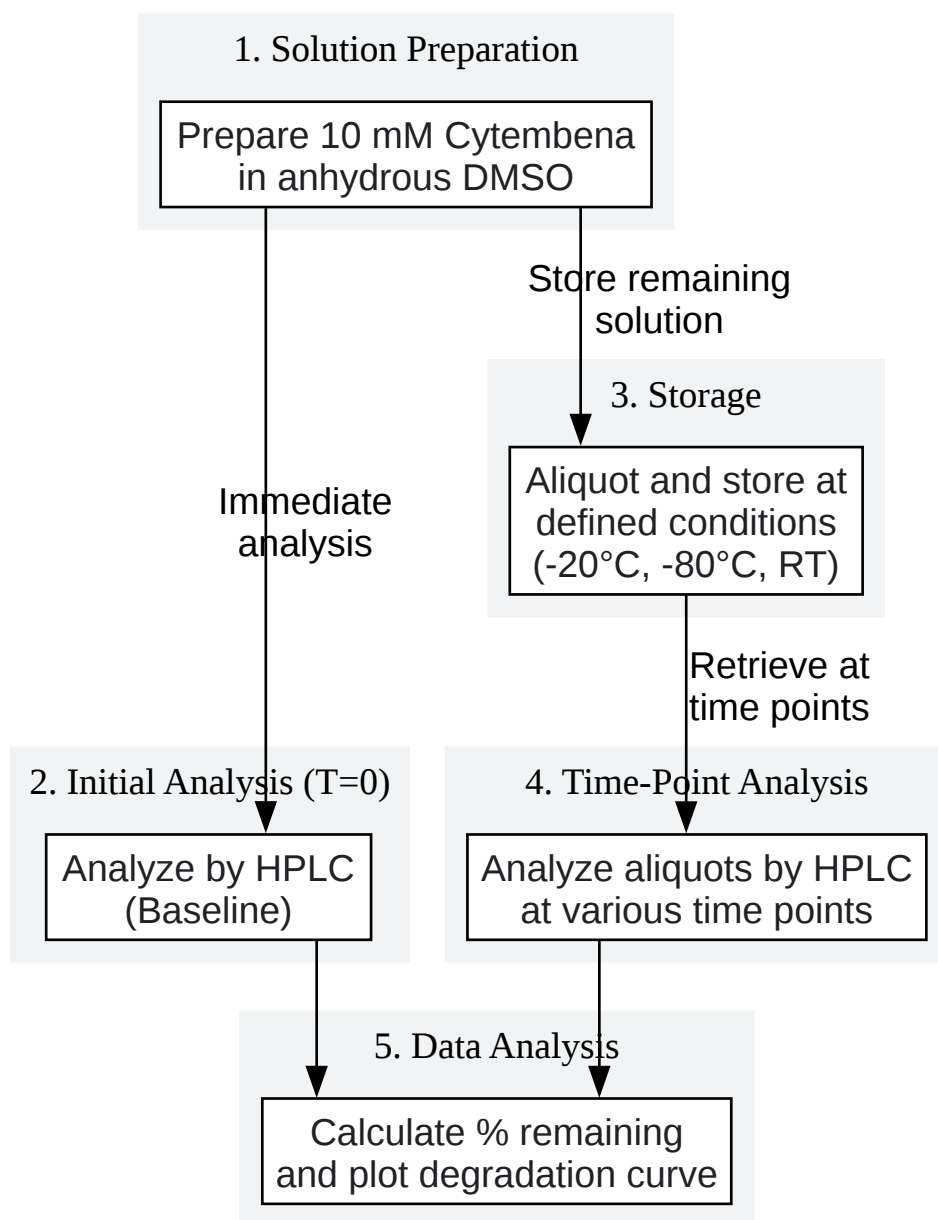 1. Solution Preparation
Prepare 10 mM Cytembena
in anhydrous DMSO
Store remaining
solution
3. Storage
Aliquot and store at
defined conditions
(-20°C, -80°C, RT)
Immediate
analysis
Retrieve at
time points
2. Initial Analysis (T=0)
Analyze by HPLC
(Baseline)
4. Time-Point Analysis
Analyze aliquots by HPLC
at various time points
5. Data Analysis
Calculate % remaining
and plot degradation curve